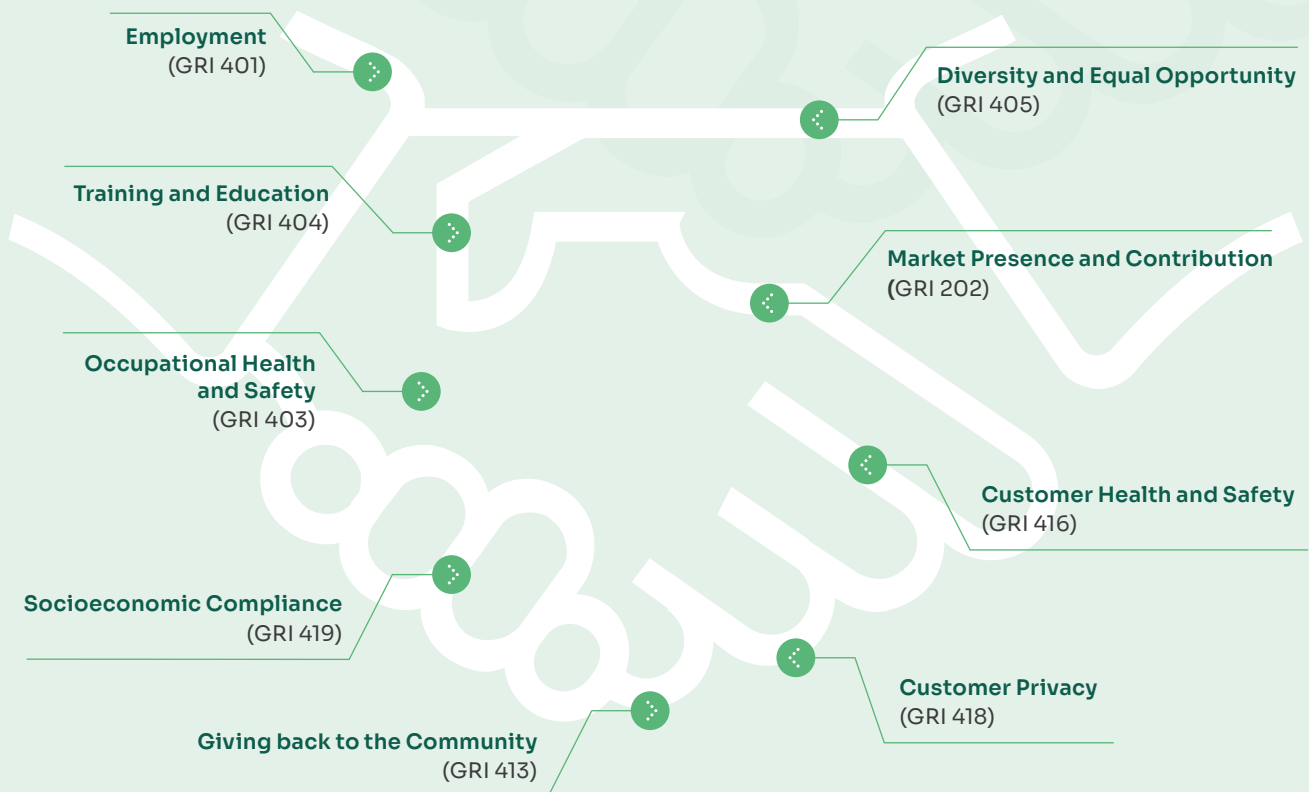 Employment
(GRI 401)
Diversity and Equal Opportunity
(GRI 405)
Training and Education
(GRI 404)
Market Presence and Contribution
(GRI 202)
Occupational Health
and Safety
(GRI 403)
Customer Health and Safety
(GRI 416)
Socioeconomic Compliance
(GRI 419)
Customer Privacy
(GRI 418)
Giving back to the Community
(GRI 413)